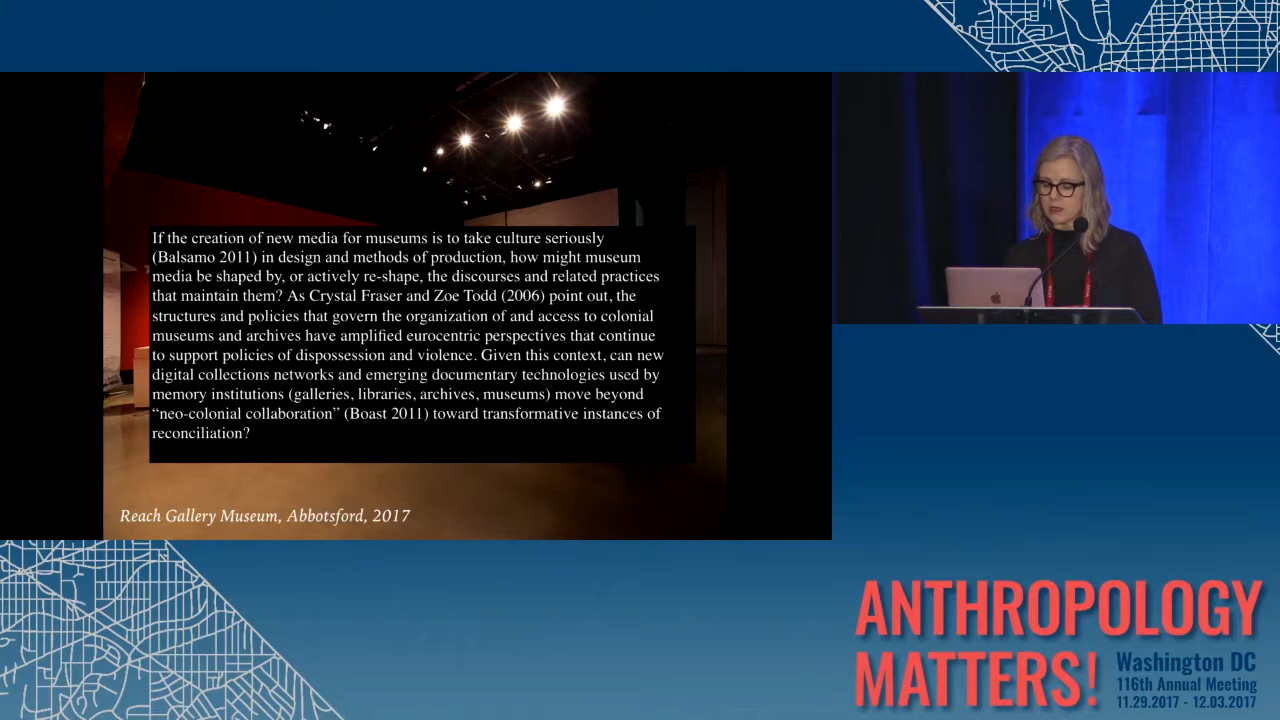 If the creation of new media for museums is to take culture seriously
(Balsamo 2011) in design and methods of production, how might museum
media be shaped by, or actively re-shape, the discourses and related practices
that maintain them? As Crystal Fraser and Zoe Todd (2006) point out, the
structures and policies that govern the organization of and access to colonial
museums and archives have amplified eurocentric perspectives that continue
to support policies of dispossession and violence. Given this context, can new
digital collections networks and emerging documentary technologies used by
memory institutions (galleries, libraries, archives, museums) move beyond
“neo-colonial collaboration” (Boast 2011) toward transformative instances of
reconciliation?
Reach Gallery Museum, Abbotsford, 2017
ANTHROPOLOGY
MATTERS!
Washington DC
116th Annual Meeting
11.29.2017 - 12.03.2017